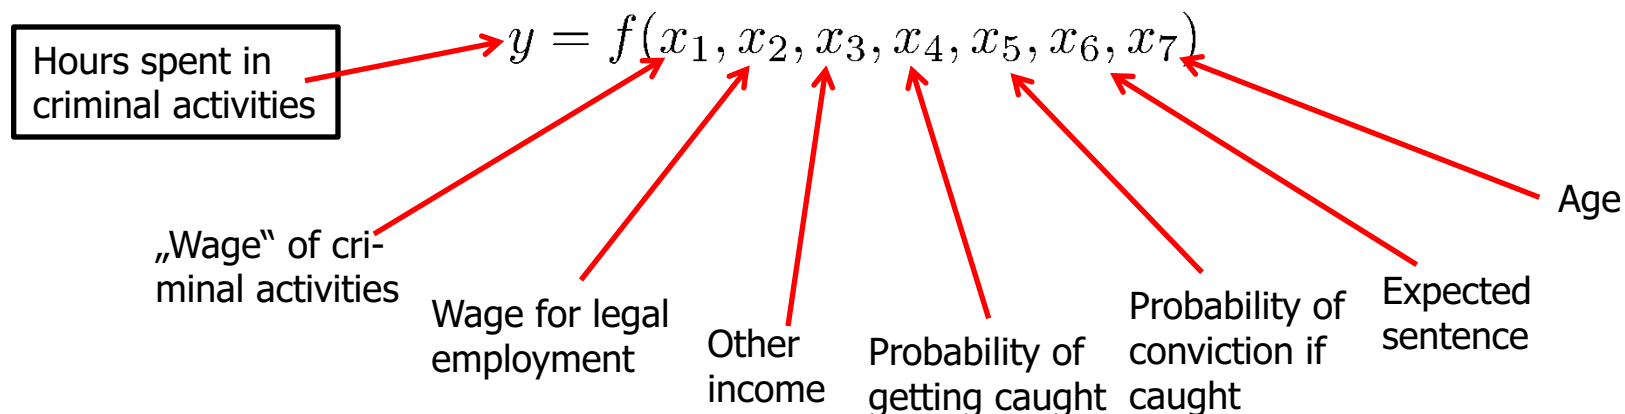 y = f(x₁, x₂, x₃, x₄, x₅, x₆, x₇)
Hours spent in
criminal activities
„Wage“ of cri-
minal activities
Wage for legal
employment
Other
income
Probability of
getting caught
Probability of
conviction if
caught
Expected
sentence
Age